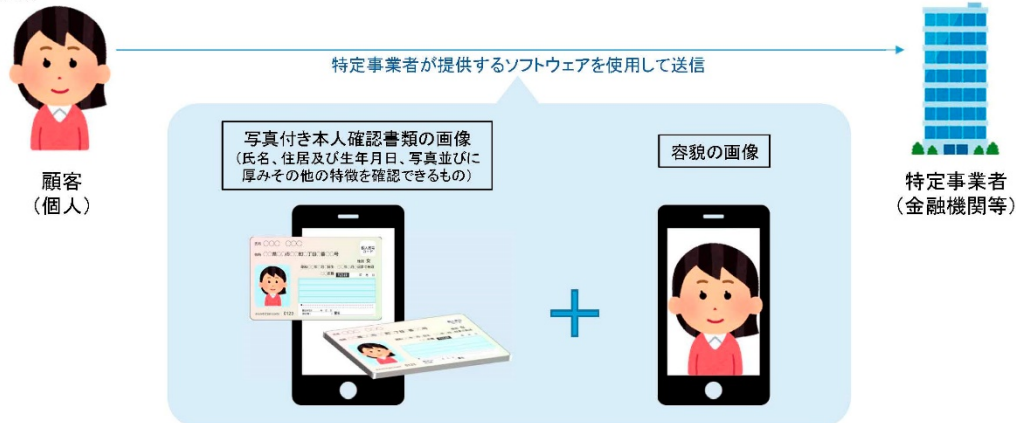 特定事業者が提供するソフトウェアを使用して送信
写真付き本人確認書類の画像
(氏名、住居及び生年月日、写真並びに
厚みその他の特徴を確認できるもの)
容貌の画像
顧客
(個人)
特定事業者
(金融機関等)